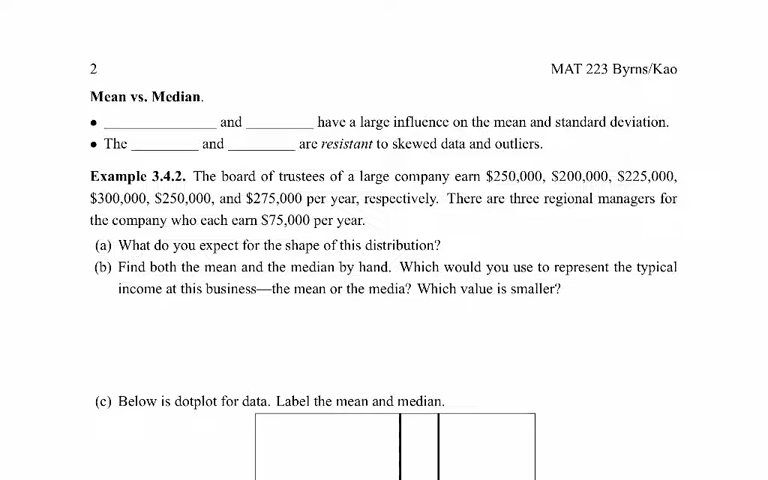 2 MAT 223 Byrns/Kao
Mean vs. Median.
• ________________ and _________ have a large influence on the mean and standard deviation.
• The _________ and _________ are resistant to skewed data and outliers.
Example 3.4.2. The board of trustees of a large company earn $250,000, $200,000, $225,000,
$300,000, $250,000, and $275,000 per year, respectively. There are three regional managers for
the company who each earn $75,000 per year.
(a) What do you expect for the shape of this distribution?
(b) Find both the mean and the median by hand. Which would you use to represent the typical
income at this business—the mean or the media? Which value is smaller?
(c) Below is dotplot for data. Label the mean and median.